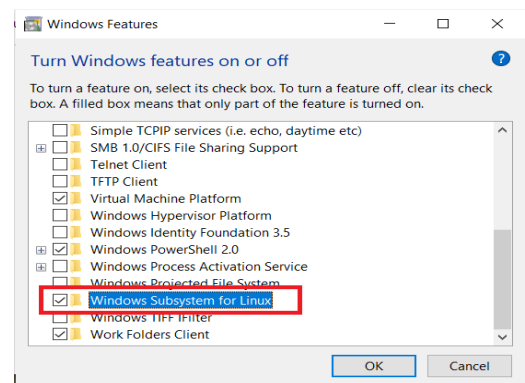 Windows Features
Turn Windows features on or off
?
To turn a feature on, select its check box. To turn a feature off, clear its check
box. A filled box means that only part of the feature is turned on.
Simple TCPIP services (i.e. echo, daytime etc)
SMB 1.0/CIFS File Sharing Support
Telnet Client
TFTP Client
Virtual Machine Platform
Windows Hypervisor Platform
Windows Identity Foundation 3.5
Windows PowerShell 2.0
Windows Process Activation Service
Windows Projected File System
Windows Subsystem for Linux
Windows TIFF IFilter
Work Folders Client
OK Cancel